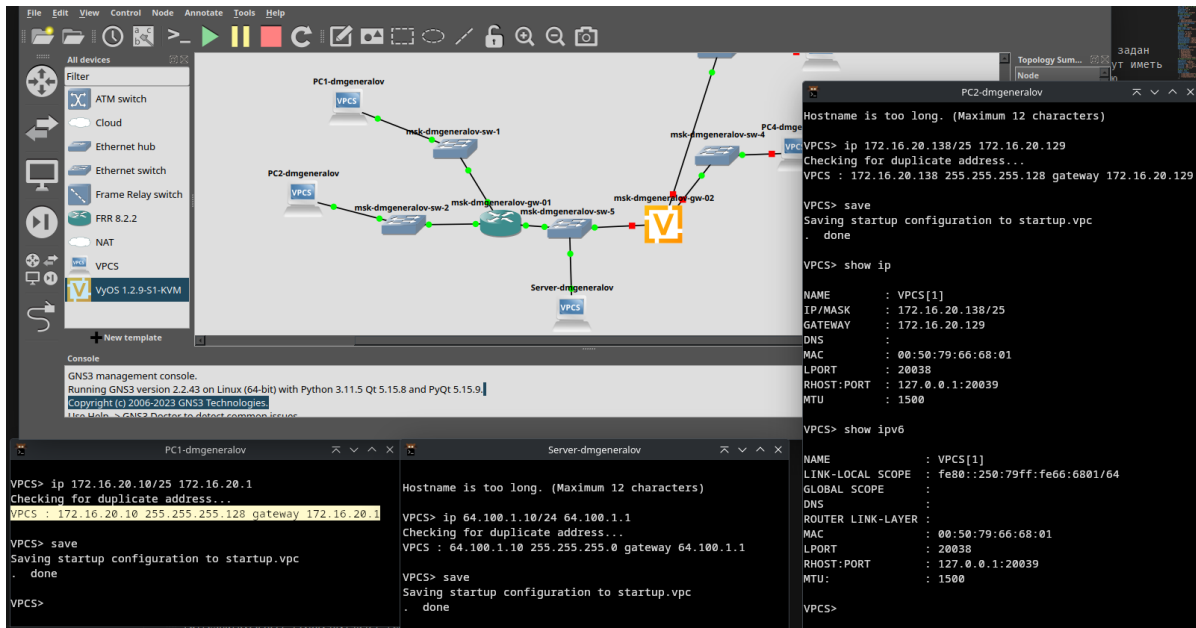 File Edit View Control Node Annotate Tools Help
All devices
Filter
ATM switch
Cloud
Ethernet hub
Ethernet switch
Frame Relay switch
FRR 8.2.2
NAT
VPCS
VyOS 1.2.9-S1-KVM
New template
PC1-dmgeneralov
VPCS
msk-dmgeneralov-sw-1
PC2-dmgeneralov
VPCS
msk-dmgeneralov-sw-2
msk-dmgeneralov-gw-01
msk-dmgeneralov-sw-5
msk-dmgeneralov-gw-02
msk-dmgeneralov-sw-4
PC4-dmge
VPC
Server-dmgeneralov
VPCS
Topology Sum...
Node
задан
ут иметь
Console
GNS3 management console.
Running GNS3 version 2.2.43 on Linux (64-bit) with Python 3.11.5 Qt 5.15.8 and PyQt 5.15.9.
Copyright (c) 2006-2023 GNS3 Technologies.
Use Help -> GNS3 Doctor to detect common issues.
PC1-dmgeneralov
VPCS> ip 172.16.20.10/25 172.16.20.1
Checking for duplicate address...
VPCS : 172.16.20.10 255.255.255.128 gateway 172.16.20.1
VPCS> save
Saving startup configuration to startup.vpc
. done
VPCS>
Server-dmgeneralov
Hostname is too long. (Maximum 12 characters)
VPCS> ip 64.100.1.10/24 64.100.1.1
Checking for duplicate address...
VPCS : 64.100.1.10 255.255.255.0 gateway 64.100.1.1
VPCS> save
Saving startup configuration to startup.vpc
. done
PC2-dmgeneralov
Hostname is too long. (Maximum 12 characters)
VPCS> ip 172.16.20.138/25 172.16.20.129
Checking for duplicate address...
VPCS : 172.16.20.138 255.255.255.128 gateway 172.16.20.129
VPCS> save
Saving startup configuration to startup.vpc
. done
VPCS> show ip
NAME : VPCS[1]
IP/MASK : 172.16.20.138/25
GATEWAY : 172.16.20.129
DNS :
MAC : 00:50:79:66:68:01
LPORT : 20038
RHOST:PORT : 127.0.0.1:20039
MTU : 1500
VPCS> show ipv6
NAME : VPCS[1]
LINK-LOCAL SCOPE : fe80::250:79ff:fe66:6801/64
GLOBAL SCOPE :
DNS :
ROUTER LINK-LAYER :
MAC : 00:50:79:66:68:01
LPORT : 20038
RHOST:PORT : 127.0.0.1:20039
MTU: : 1500
VPCS>